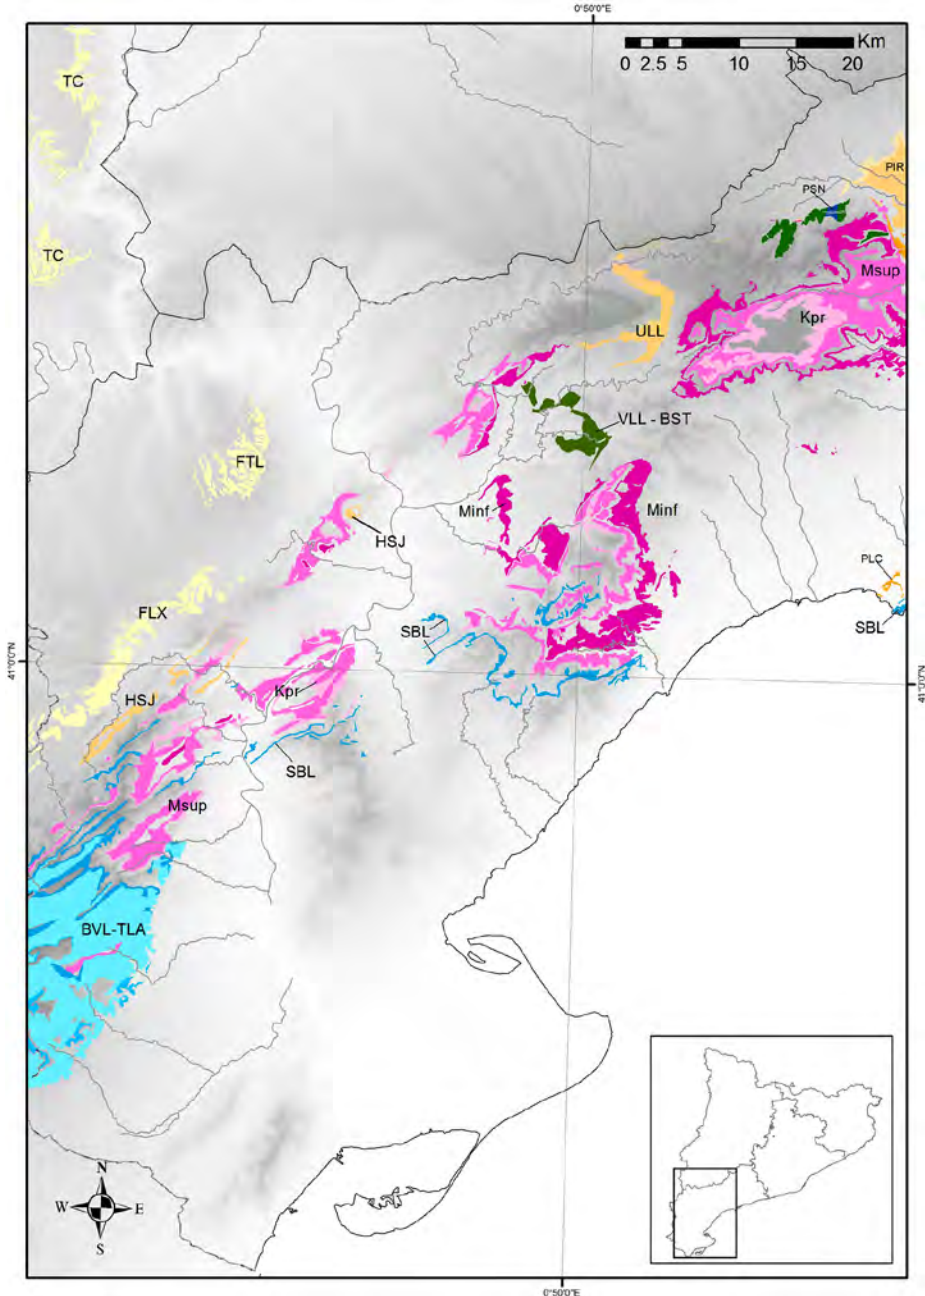 0°50'0"E
Km
0 2.5 5 10 15 20
TC
PIR
PSN
TC
Msup
Kpr
ULL
VLL - BST
FTL
Minf
Minf
HSJ
PLC
FLX
SBL
SBL
41°0'0"N
41°0'0"N
HSJ
Kpr
SBL
Msup
BVL-TLA
N
W
E
S
0°50'0"E